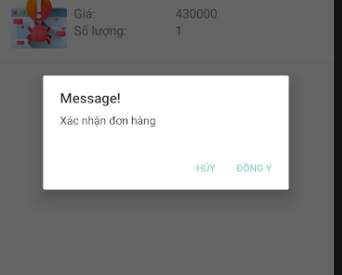 Giá: 430000
Số lượng: 1
Message!
Xác nhận đơn hàng
HỦY ĐỒNG Ý